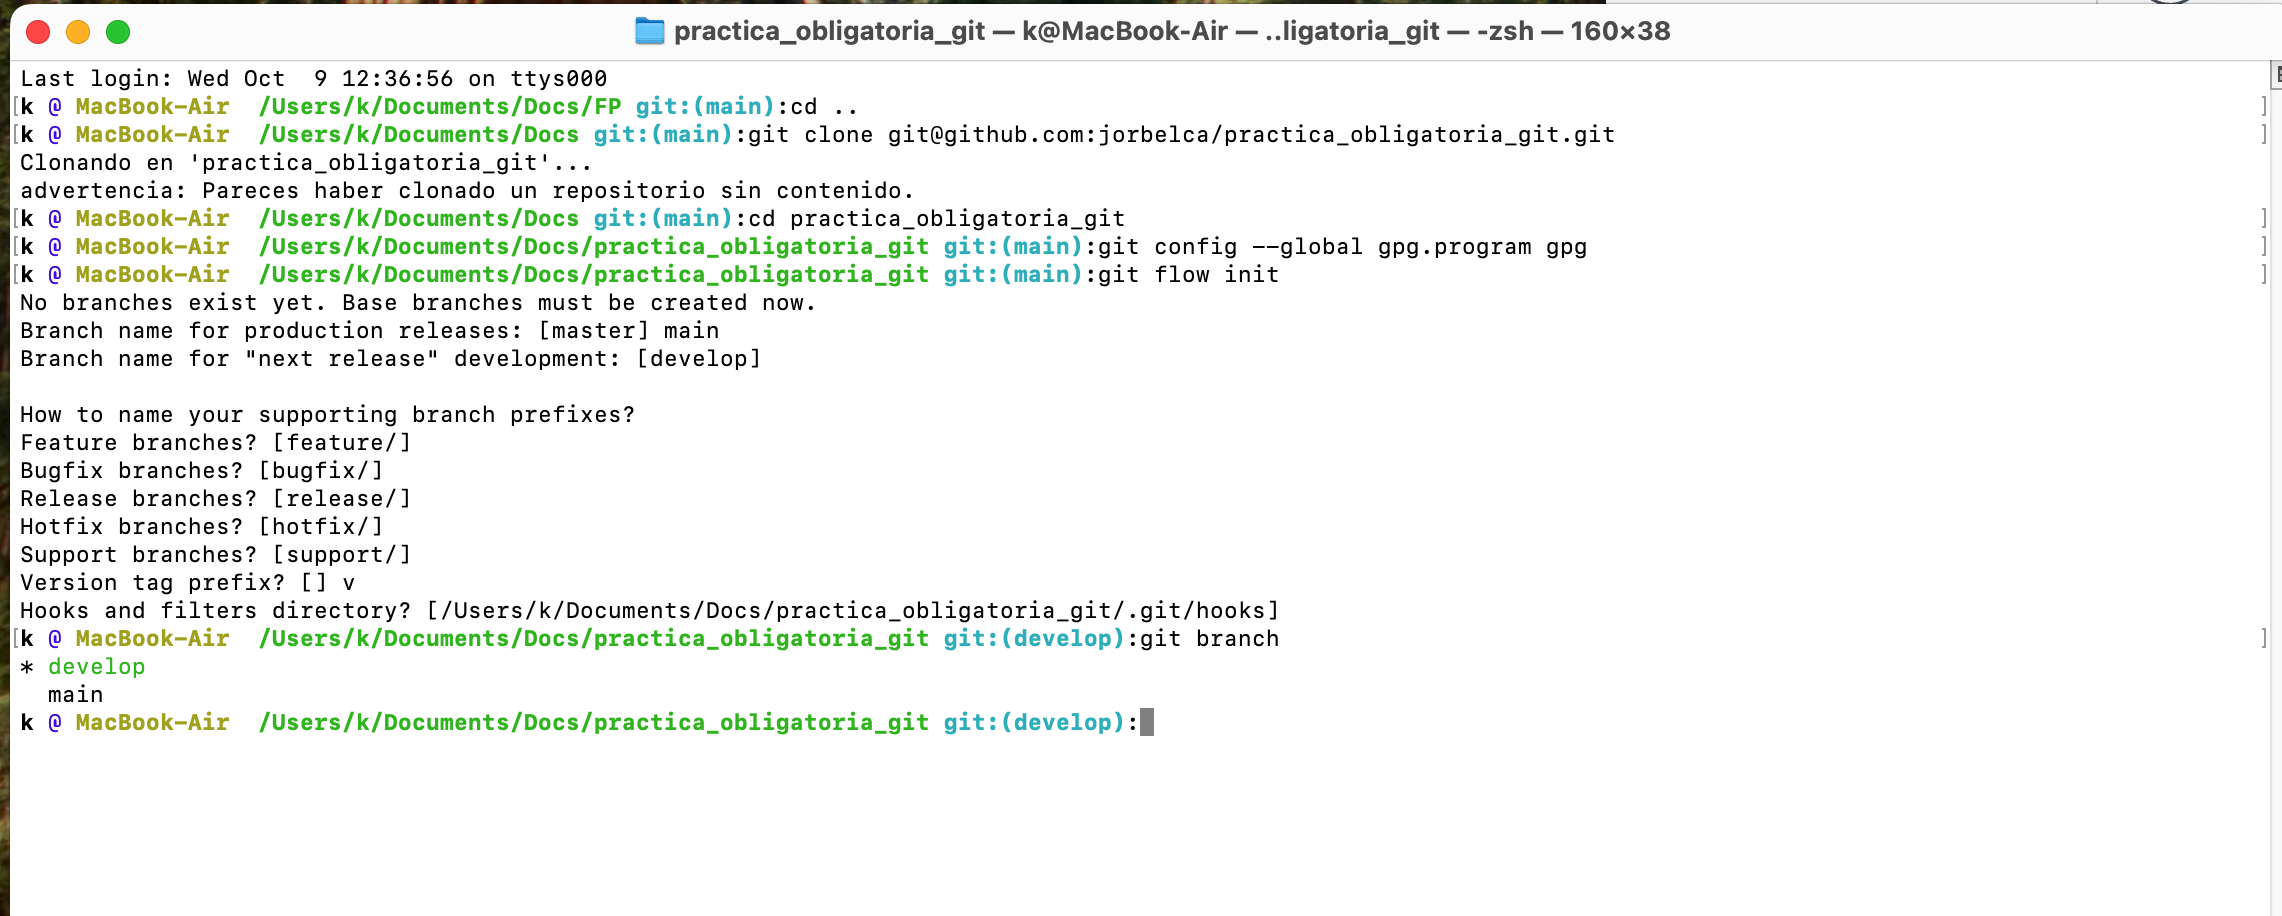 practica_obligatoria_git — k@MacBook-Air — ..ligatoria_git — -zsh — 160×38
Last login: Wed Oct  9 12:36:56 on ttys000
[k @ MacBook-Air  /Users/k/Documents/Docs/FP git:(main):cd ..]
[k @ MacBook-Air  /Users/k/Documents/Docs git:(main):git clone git@github.com:jorbelca/practica_obligatoria_git.git]
Clonando en 'practica_obligatoria_git'...
advertencia: Pareces haber clonado un repositorio sin contenido.
[k @ MacBook-Air  /Users/k/Documents/Docs git:(main):cd practica_obligatoria_git]
[k @ MacBook-Air  /Users/k/Documents/Docs/practica_obligatoria_git git:(main):git config --global gpg.program gpg]
[k @ MacBook-Air  /Users/k/Documents/Docs/practica_obligatoria_git git:(main):git flow init]
No branches exist yet. Base branches must be created now.
Branch name for production releases: [master] main
Branch name for "next release" development: [develop]
How to name your supporting branch prefixes?
Feature branches? [feature/]
Bugfix branches? [bugfix/]
Release branches? [release/]
Hotfix branches? [hotfix/]
Support branches? [support/]
Version tag prefix? [] v
Hooks and filters directory? [/Users/k/Documents/Docs/practica_obligatoria_git/.git/hooks]
[k @ MacBook-Air  /Users/k/Documents/Docs/practica_obligatoria_git git:(develop):git branch]
* develop
  main
k @ MacBook-Air  /Users/k/Documents/Docs/practica_obligatoria_git git:(develop):